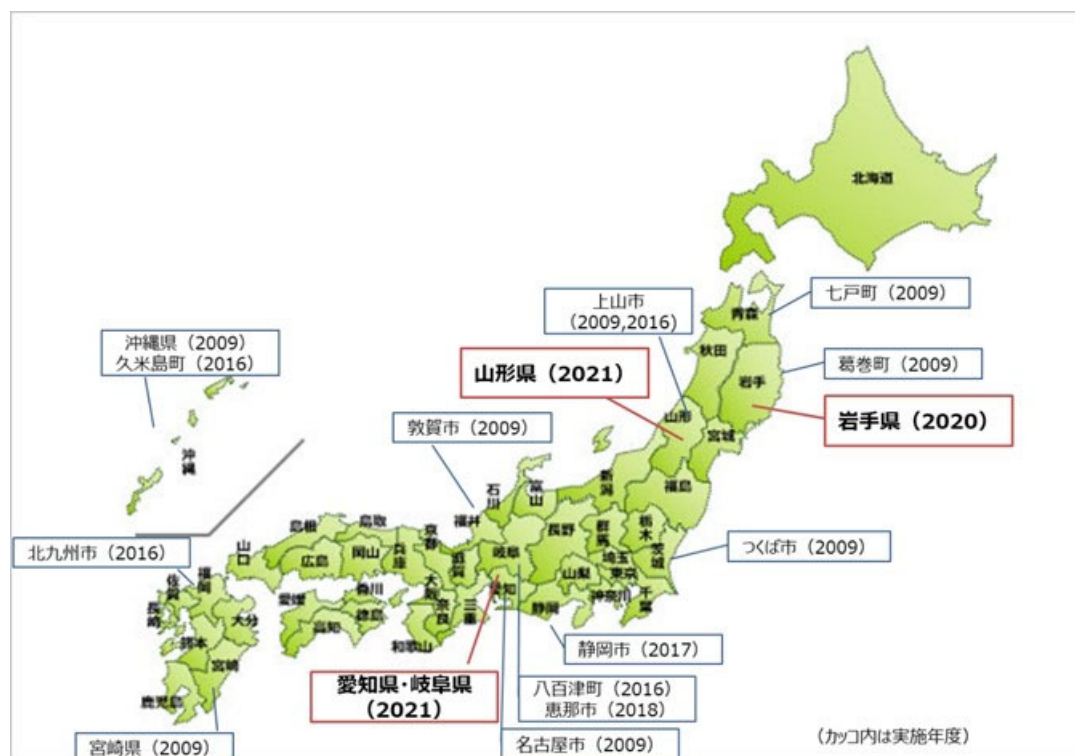 北海道
七戸町（2009）
上山市
（2009,2016）
青森
沖縄県（2009）
久米島町（2016）
秋田
葛巻町（2009）
山形県（2021）
岩手
岩手県（2020）
山形
宮城
敦賀市（2009）
沖縄
新潟
石川
富山
福島
島根
鳥取
京都
福井
長野
群馬
栃木
茨城
つくば市（2009）
北九州市（2016）
山口
広島
岡山
兵庫
滋賀
岐阜
埼玉
東京
山梨
神奈川
千葉
佐賀
福岡
愛媛
香川
大阪
奈良
三重
愛知
静岡
長崎
大分
高知
徳島
和歌山
熊本
宮崎
静岡市（2017）
鹿児島
愛知県・岐阜県
（2021）
八百津町（2016）
恵那市（2018）
宮崎県（2009）
名古屋市（2009）
（カッコ内は実施年度）